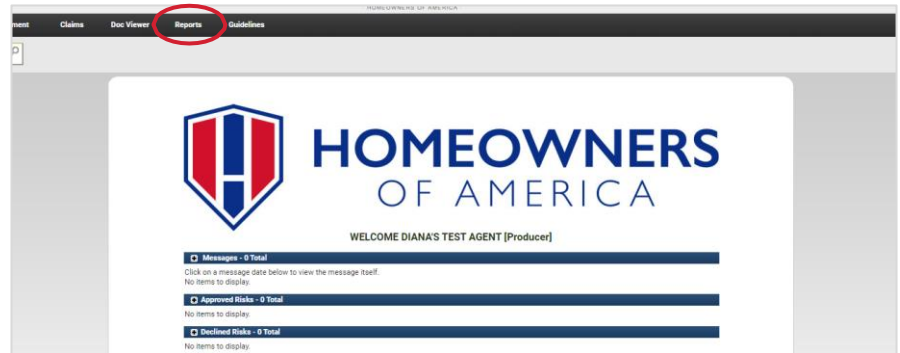 HOMEOWNERS OF AMERICA
ment Claims Doc Viewer Reports Guidelines
P
HOMEOWNERS
OF AMERICA
WELCOME DIANA'S TEST AGENT [Producer]
Messages - 0 Total
Click on a message date below to view the message itself.
No items to display.
Approved Risks - 0 Total
No items to display.
Declined Risks - 0 Total
No items to display.